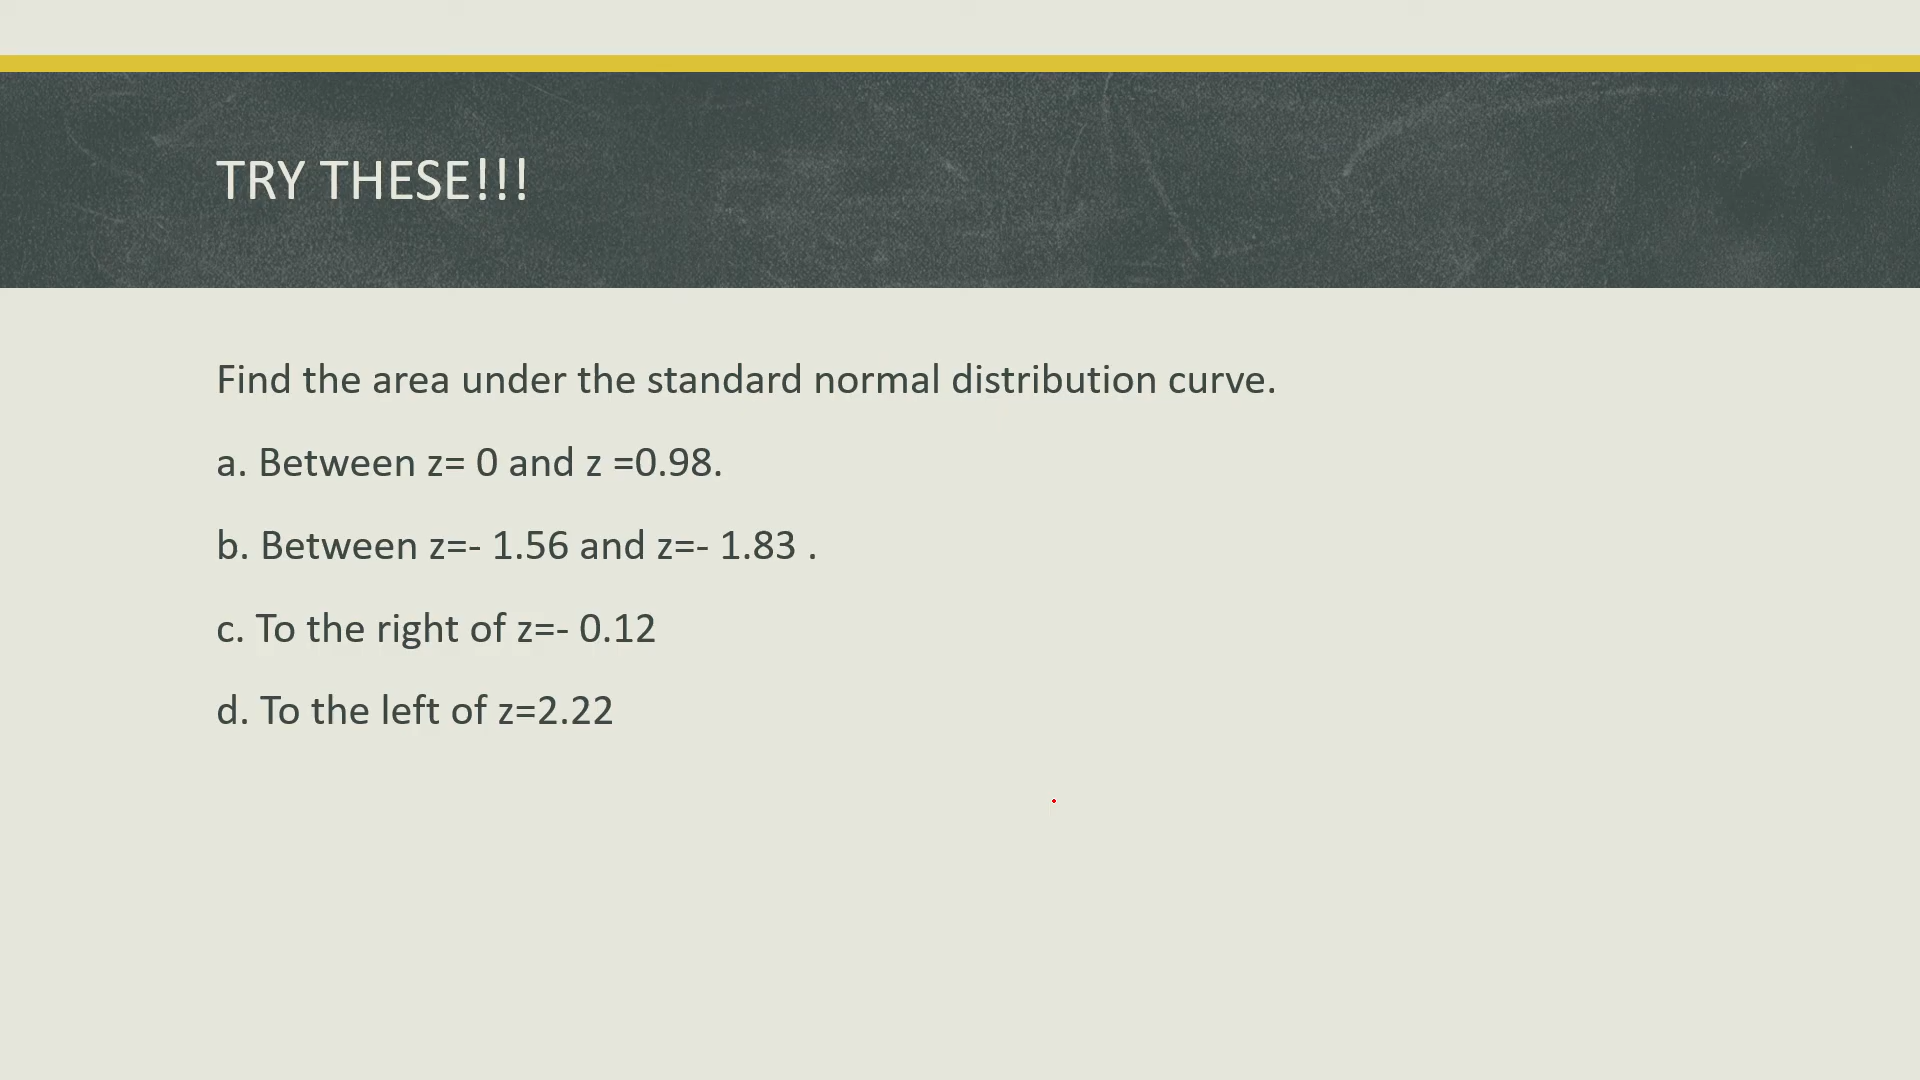 TRY THESE!!!
Find the area under the standard normal distribution curve.
a. Between z= 0 and z =0.98.
b. Between z=- 1.56 and z=- 1.83 .
c. To the right of z=- 0.12
d. To the left of z=2.22